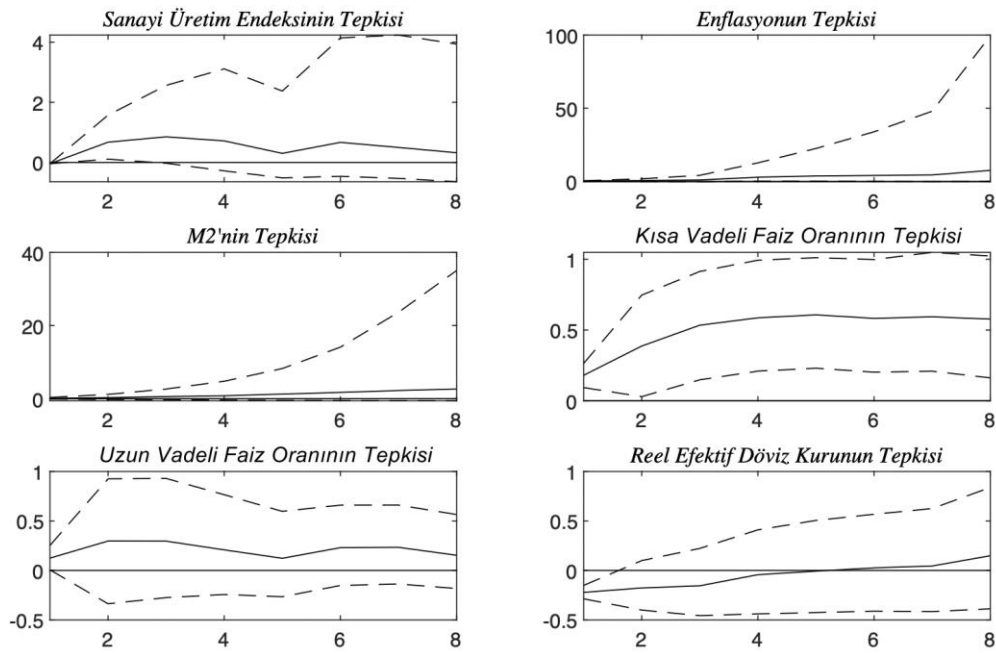 Sanayi Üretim Endeksinin Tepkisi
4
2
0
2 4 6 8
Enflasyonun Tepkisi
100
50
0
2 4 6 8
M2'nin Tepkisi
40
20
0
2 4 6 8
Kısa Vadeli Faiz Oranının Tepkisi
1
0.5
0
2 4 6 8
Uzun Vadeli Faiz Oranının Tepkisi
1
0.5
0
-0.5
2 4 6 8
Reel Efektif Döviz Kurunun Tepkisi
1
0.5
0
-0.5
2 4 6 8